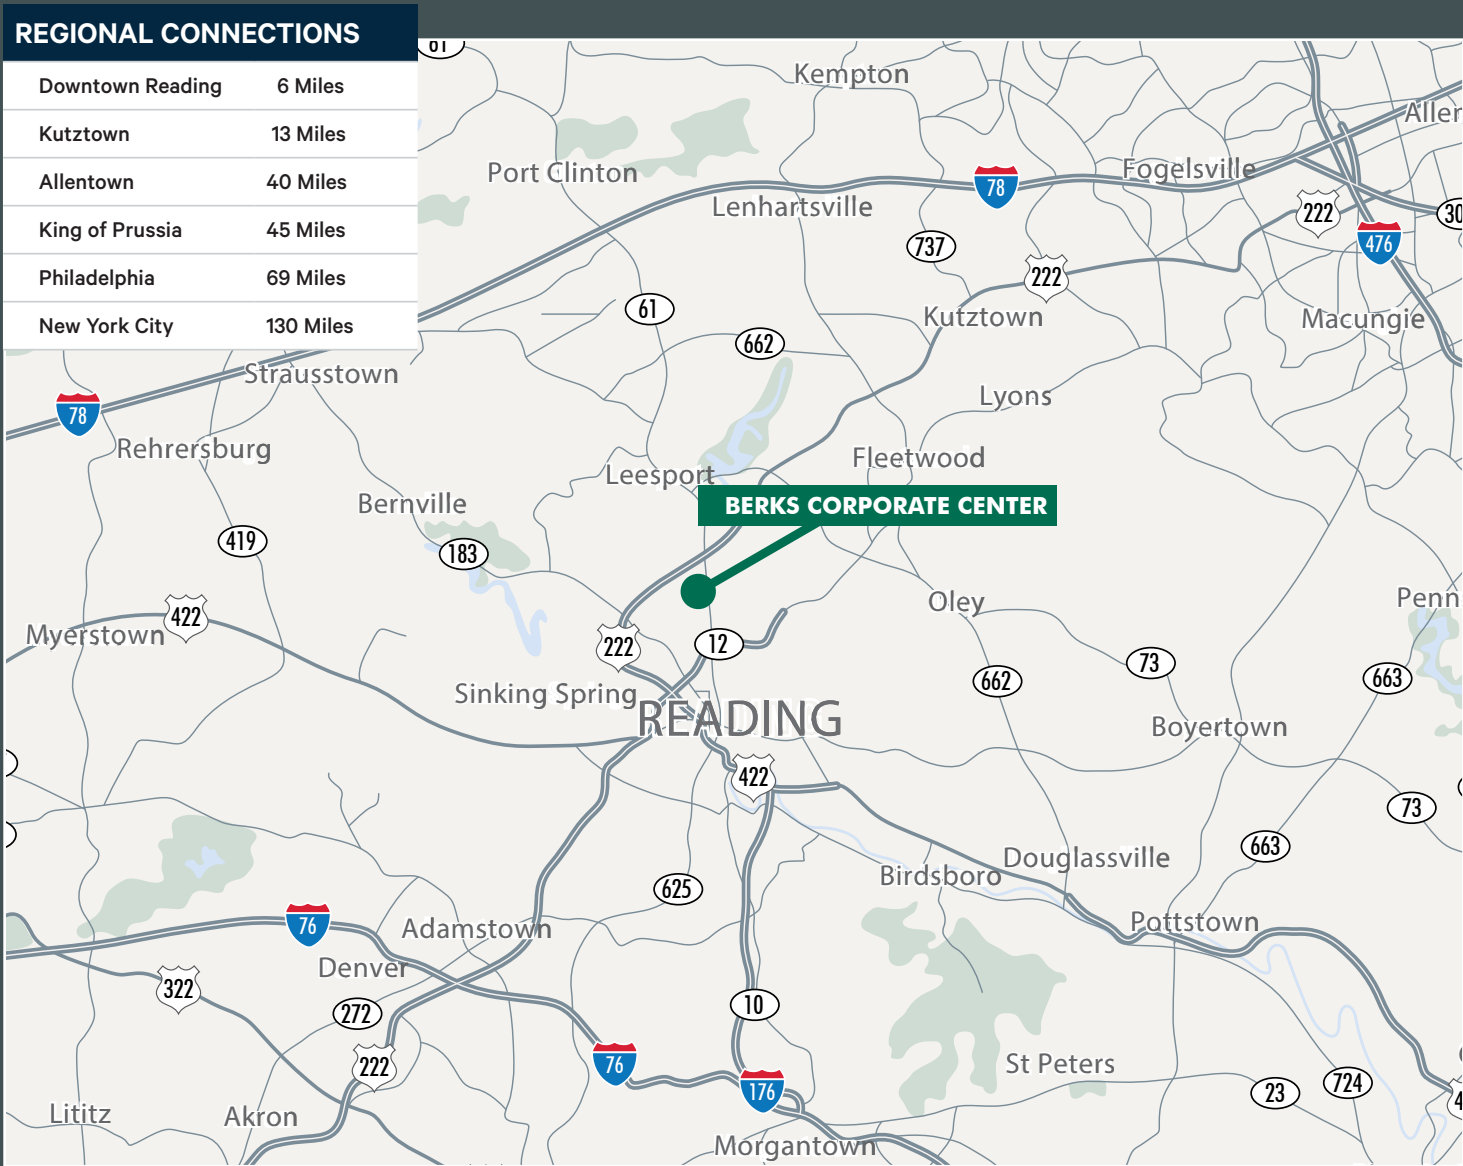 REGIONAL CONNECTIONS
Downtown Reading 6 Miles
Kutztown 13 Miles
Allentown 40 Miles
King of Prussia 45 Miles
Philadelphia 69 Miles
New York City 130 Miles
61
Kempton
Aller
Port Clinton
78
Fogelsville
Lenhartsville
222
30
737
476
222
61
Kutztown
Macungie
662
Strausstown
Lyons
78
Rehrersburg
Fleetwood
Leesport
Bernville
BERKS CORPORATE CENTER
419
183
Oley
Penn
422
Myerstown
222
12
73
662
663
Sinking Spring
READING
Boyertown
422
73
663
Douglassville
Birdsboro
625
Pottstown
76
Adamstown
Denver
322
272
10
222
76
St Peters
176
23
724
4
Lititz
Akron
Morgantown